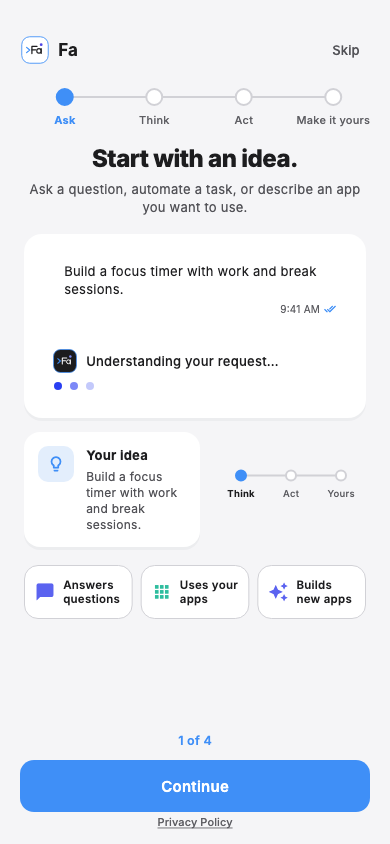 >Fa Fa
Skip
Ask Think Act Make it yours
Start with an idea.
Ask a question, automate a task, or describe an app
you want to use.
Build a focus timer with work and break
sessions.
9:41 AM
>Fa Understanding your request...
Your idea
Build a focus
timer with work
and break
sessions.
Think Act Yours
Answers
questions
Uses your
apps
Builds
new apps
1 of 4
Continue
Privacy Policy